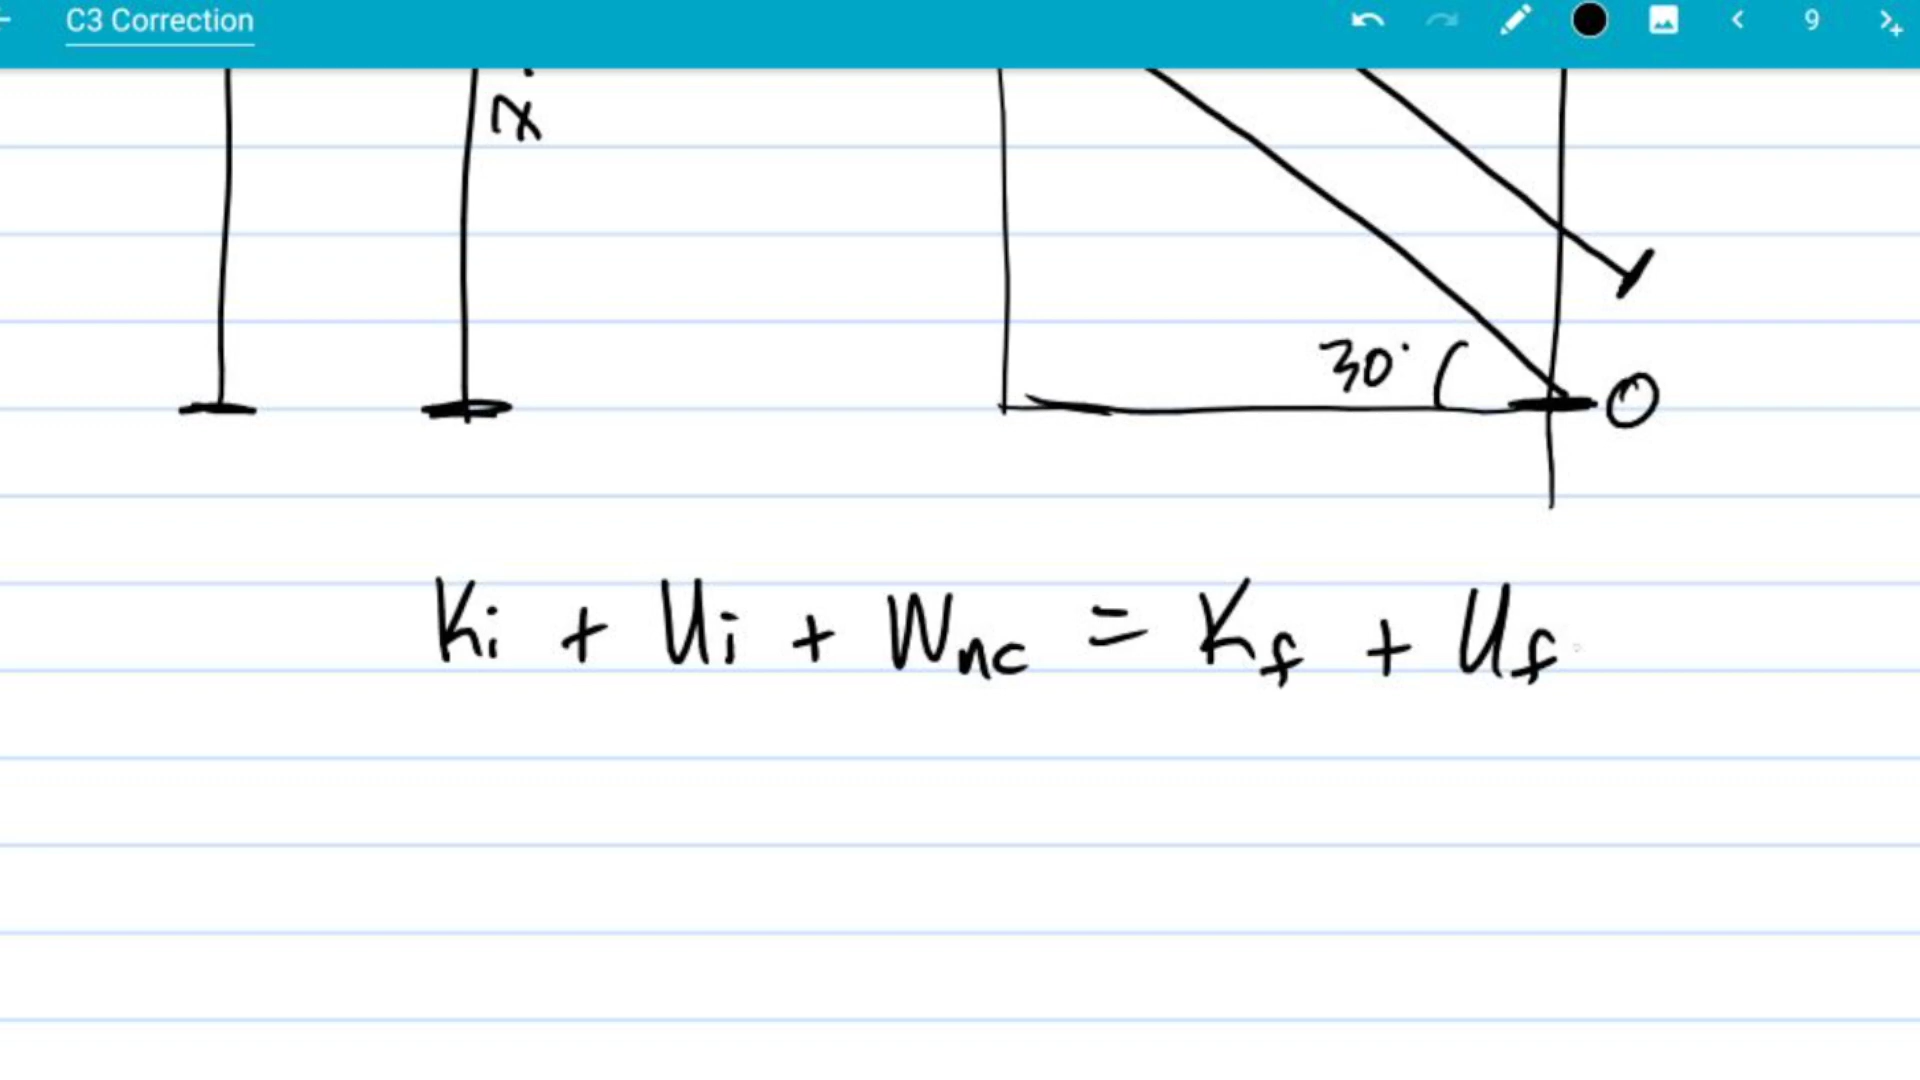 C3 Correction
9
x
30°
O
Ki + Ui + Wnc = Kf + Uf